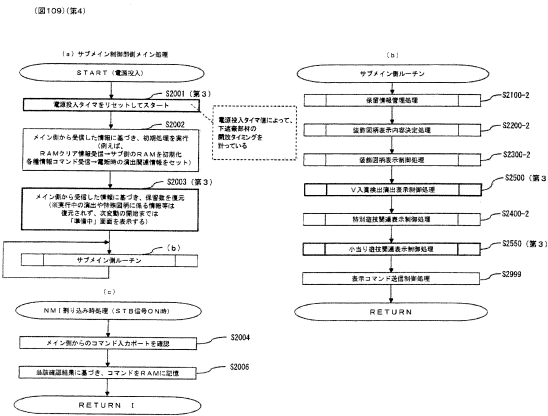 (図109)(第4)
(a) サブメイン制御部側メイン処理
START(電源投入)
S2001(第3)
電源投入タイマをリセットしてスタート
S2002
メイン側から受信した情報に基づき、初期処理を実行
(例えば、
RAMクリア情報受信→サブ側のRAMを初期化
各種情報コマンド受信→電断時の演出関連情報をセット)
S2003(第3)
メイン側から受信した情報に基づき、保留数を復元
(※実行中の演出や特殊図柄に係る情報等は
復元されず、次変動の開始までは
「準備中」画面を表示する)
(b)
サブメイン側ルーチン
電源投入タイマ値によって、
下遮蔽部材の
開放タイミングを
計っている
(c)
NMI割り込み時処理(STB信号ON時)
S2004
メイン側からのコマンド入力ポートを確認
S2006
当該確認結果に基づき、コマンドをRAMに記憶
RETURN I
(b)
サブメイン側ルーチン
S2100-2
保留情報管理処理
S2200-2
装飾図柄表示内容決定処理
S2300-2
装飾図柄表示制御処理
S2500(第3
V入賞検出演出表示制御処理
S2400-2
特別遊技関連表示制御処理
S2550(第3)
小当り遊技関連表示制御処理
S2999
表示コマンド送信制御処理
RETURN